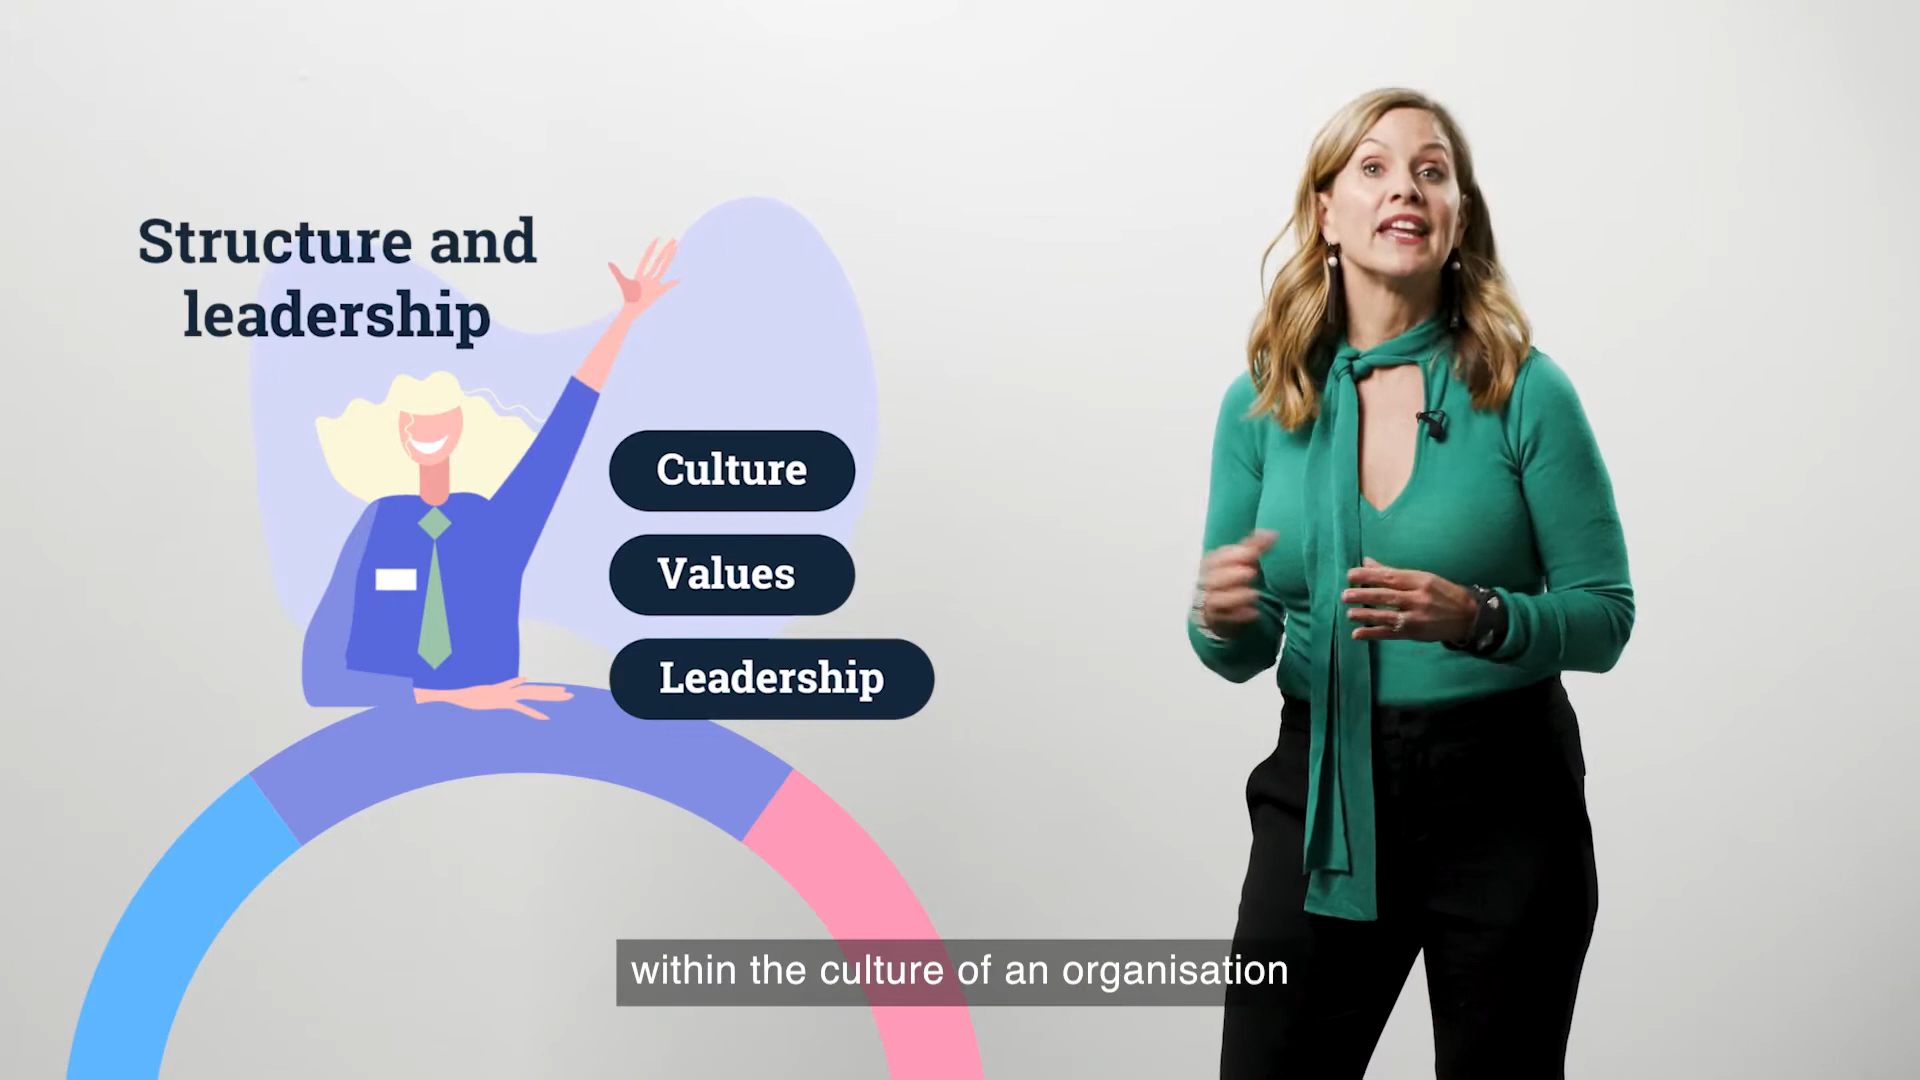 Structure and
leadership
Culture
Values
Leadership
within the culture of an organisation